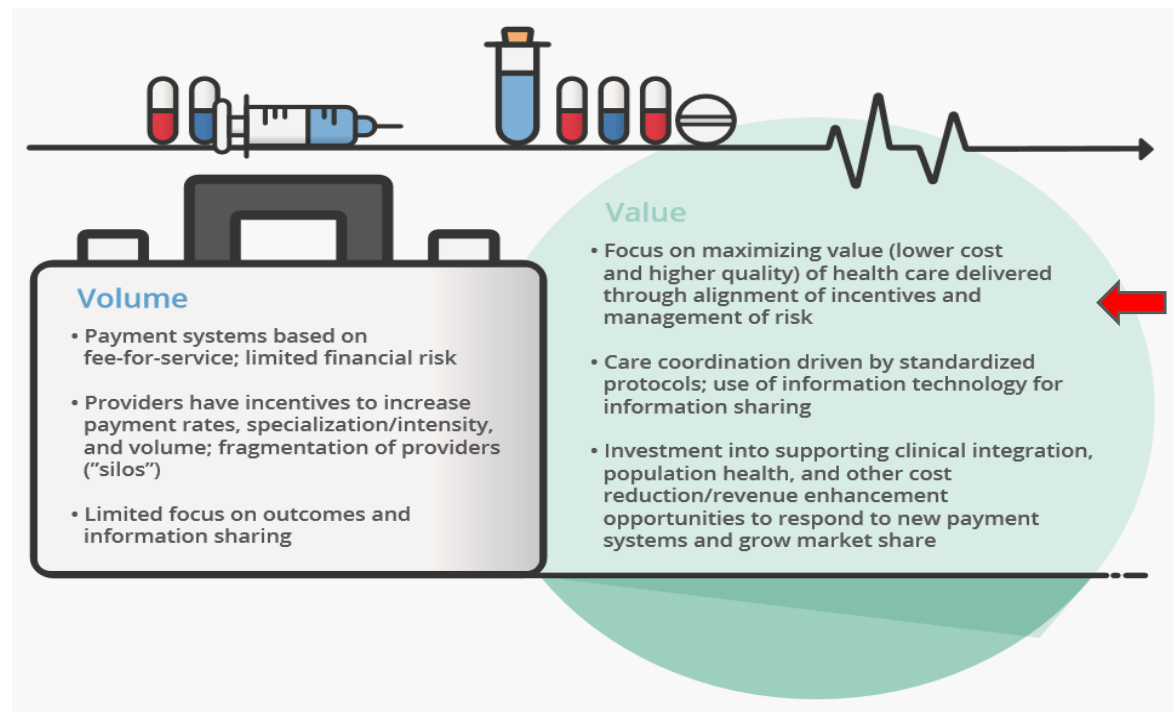 Volume
• Payment systems based on
fee-for-service; limited financial risk
• Providers have incentives to increase
payment rates, specialization/intensity,
and volume; fragmentation of providers
(”silos”)
• Limited focus on outcomes and
information sharing
Value
• Focus on maximizing value (lower cost
and higher quality) of health care delivered
through alignment of incentives and
management of risk
• Care coordination driven by standardized
protocols; use of information technology for
information sharing
• Investment into supporting clinical integration,
population health, and other cost
reduction/revenue enhancement
opportunities to respond to new payment
systems and grow market share